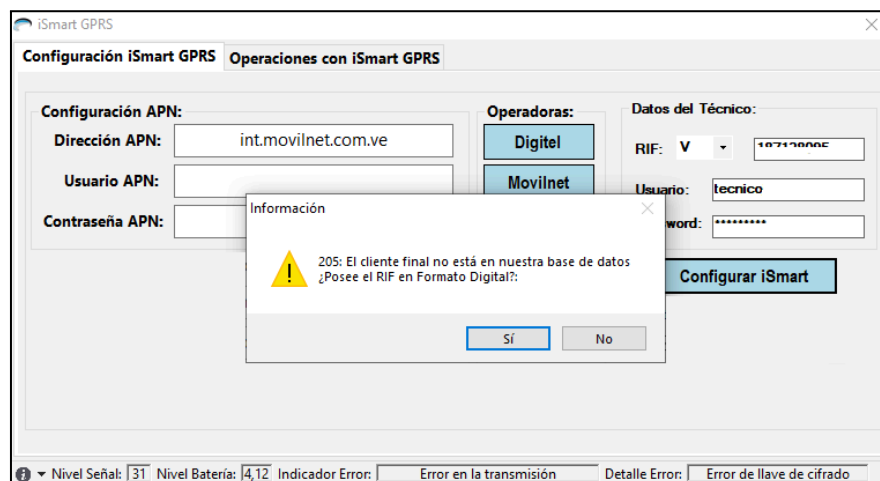 iSmart GPRS
Configuración iSmart GPRS Operaciones con iSmart GPRS
Configuración APN:
Dirección APN: int.movilnet.com.ve
Usuario APN:
Contraseña APN:
Operadoras:
Digitel
Movilnet
Datos del Técnico:
RIF: V
Usuario: tecnico
word: *********
Configurar iSmart
Información
205: El cliente final no está en nuestra base de datos
¿Posee el RIF en Formato Digital?:
Sí No
Nivel Señal: 31 Nivel Batería: 4,12 Indicador Error: Error en la transmisión Detalle Error: Error de llave de cifrado